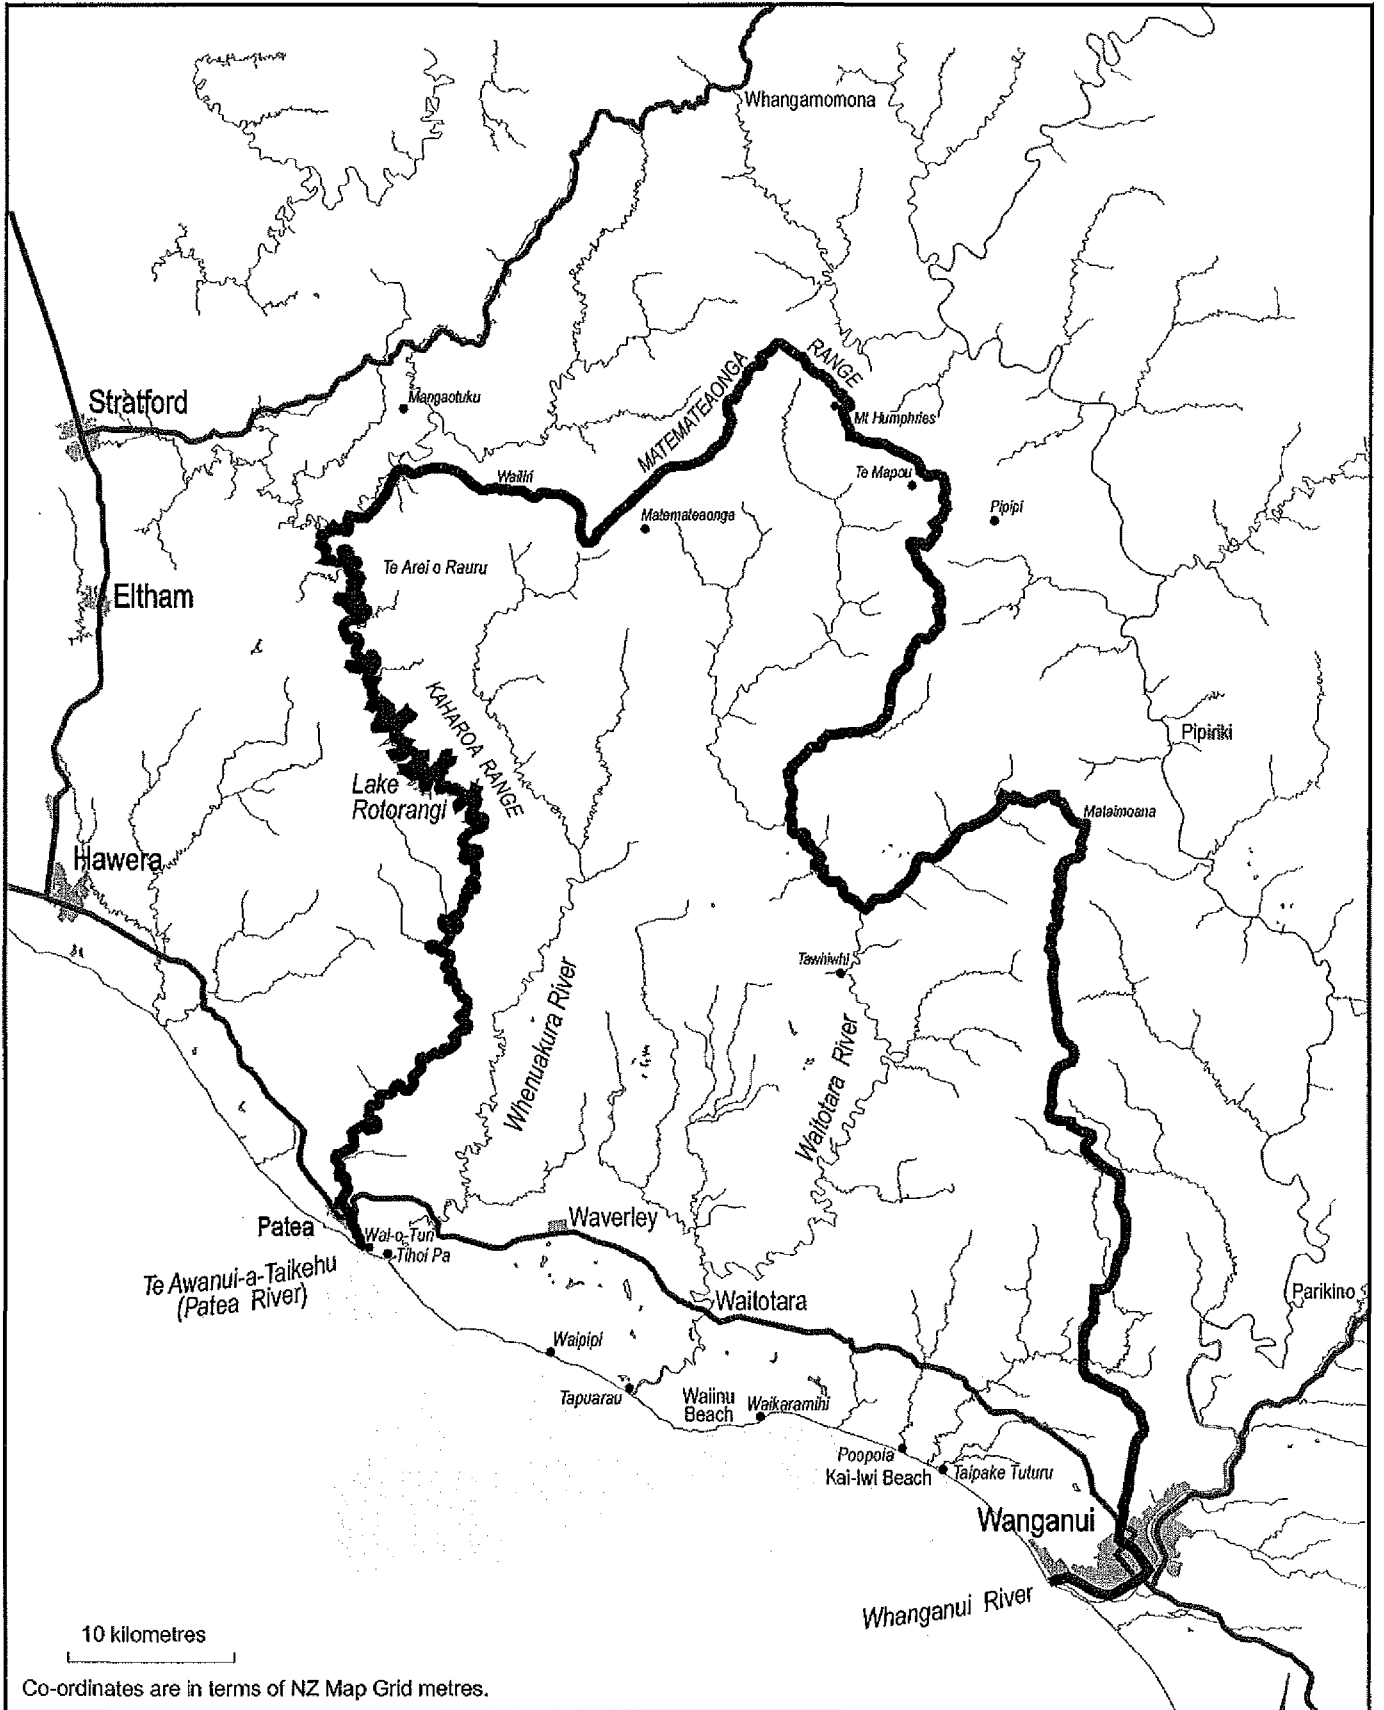 Whangamomona
Stratford
Mangaotuku
MATEMATEAONGA
RANGE
Mt Humphries
Wailiri
Te Mapou
Matemateaonga
Pipipi
Te Arei o Rauru
Eltham
KAHAROA RANGE
Pipiriki
Lake
Rotorangi
Mataimoana
Hawera
Tawhiwhi
Whenuakura River
Waitotara River
Patea
Wai-o-Turi
Tihoi Pa
Waverley
Te Awanui-a-Taikehu
(Patea River)
Waitotara
Parikino
Waipipi
Tapuarau
Waiinu
Beach
Waikaramihi
Poopoia
Kai-Iwi Beach
Taipake Tuturu
Wanganui
Whanganui River
10 kilometres
Co-ordinates are in terms of NZ Map Grid metres.